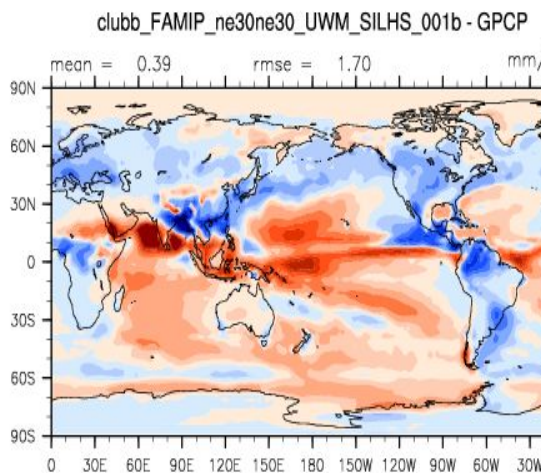 clubb_FAMIP_ne30ne30_UWM_SILHS_001b - GPCP
mean = 0.39 rmse = 1.70 mm/
90N
60N
30N
0
30S
60S
90S
0 30E 60E 90E 120E 150E 180 150W 120W 90W 60W 30W